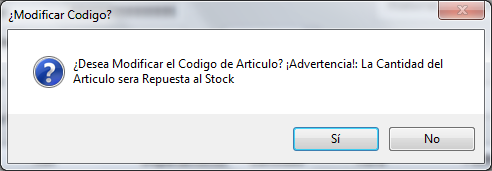 ¿Modificar Codigo?
¿Desea Modificar el Codigo de Articulo? ¡Advertencia!: La Cantidad del
Articulo sera Repuesta al Stock
Sí
No